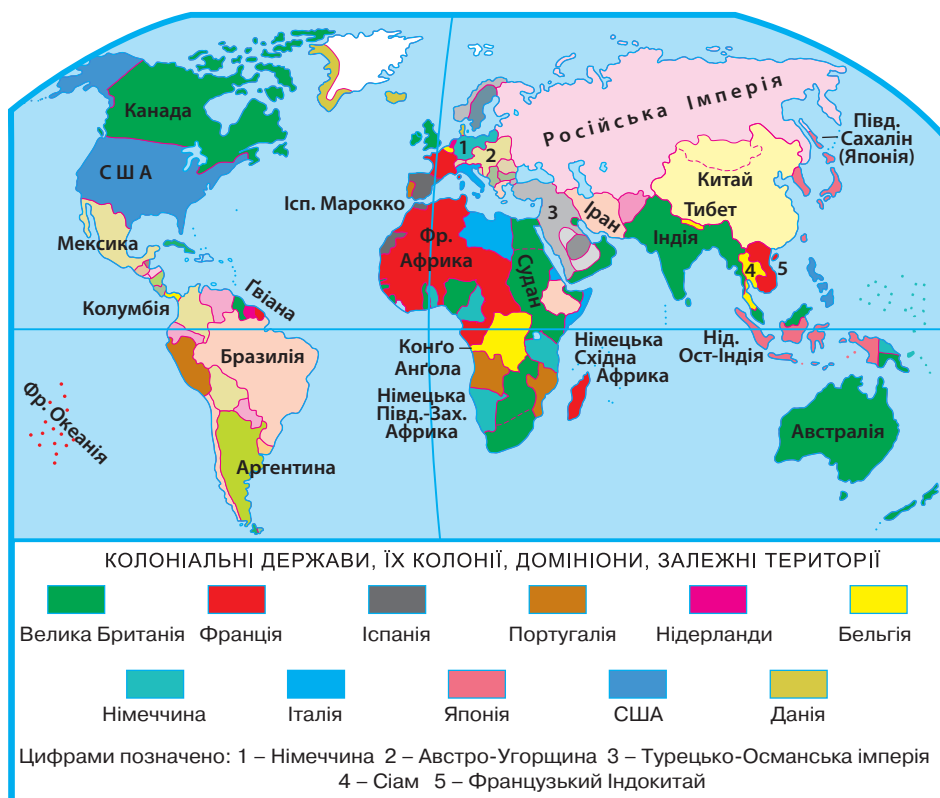 Канада
США
Мексика
Колумбія
Ґвіана
Бразилія
Аргентина
Фр. Океанія
Ісп. Марокко
Фр.
Африка
Судан
Конґо
Анґола
Німецька
Півд.-Зах.
Африка
Німецька
Східна
Африка
Російська Імперія
1
2
3
Іран
Китай
Тибет
Індія
4
5
Півд.
Сахалін
(Японія)
Нід.
Ост-Індія
Австралія
КОЛОНІАЛЬНІ ДЕРЖАВИ, ЇХ КОЛОНІЇ, ДОМІНІОНИ, ЗАЛЕЖНІ ТЕРИТОРІЇ
Велика Британія Франція Іспанія Португалія Нідерланди Бельгія
Німеччина Італія Японія США Данія
Цифрами позначено: 1 – Німеччина 2 – Австро-Угорщина 3 – Турецько-Османська імперія
4 – Сіам 5 – Французький Індокитай